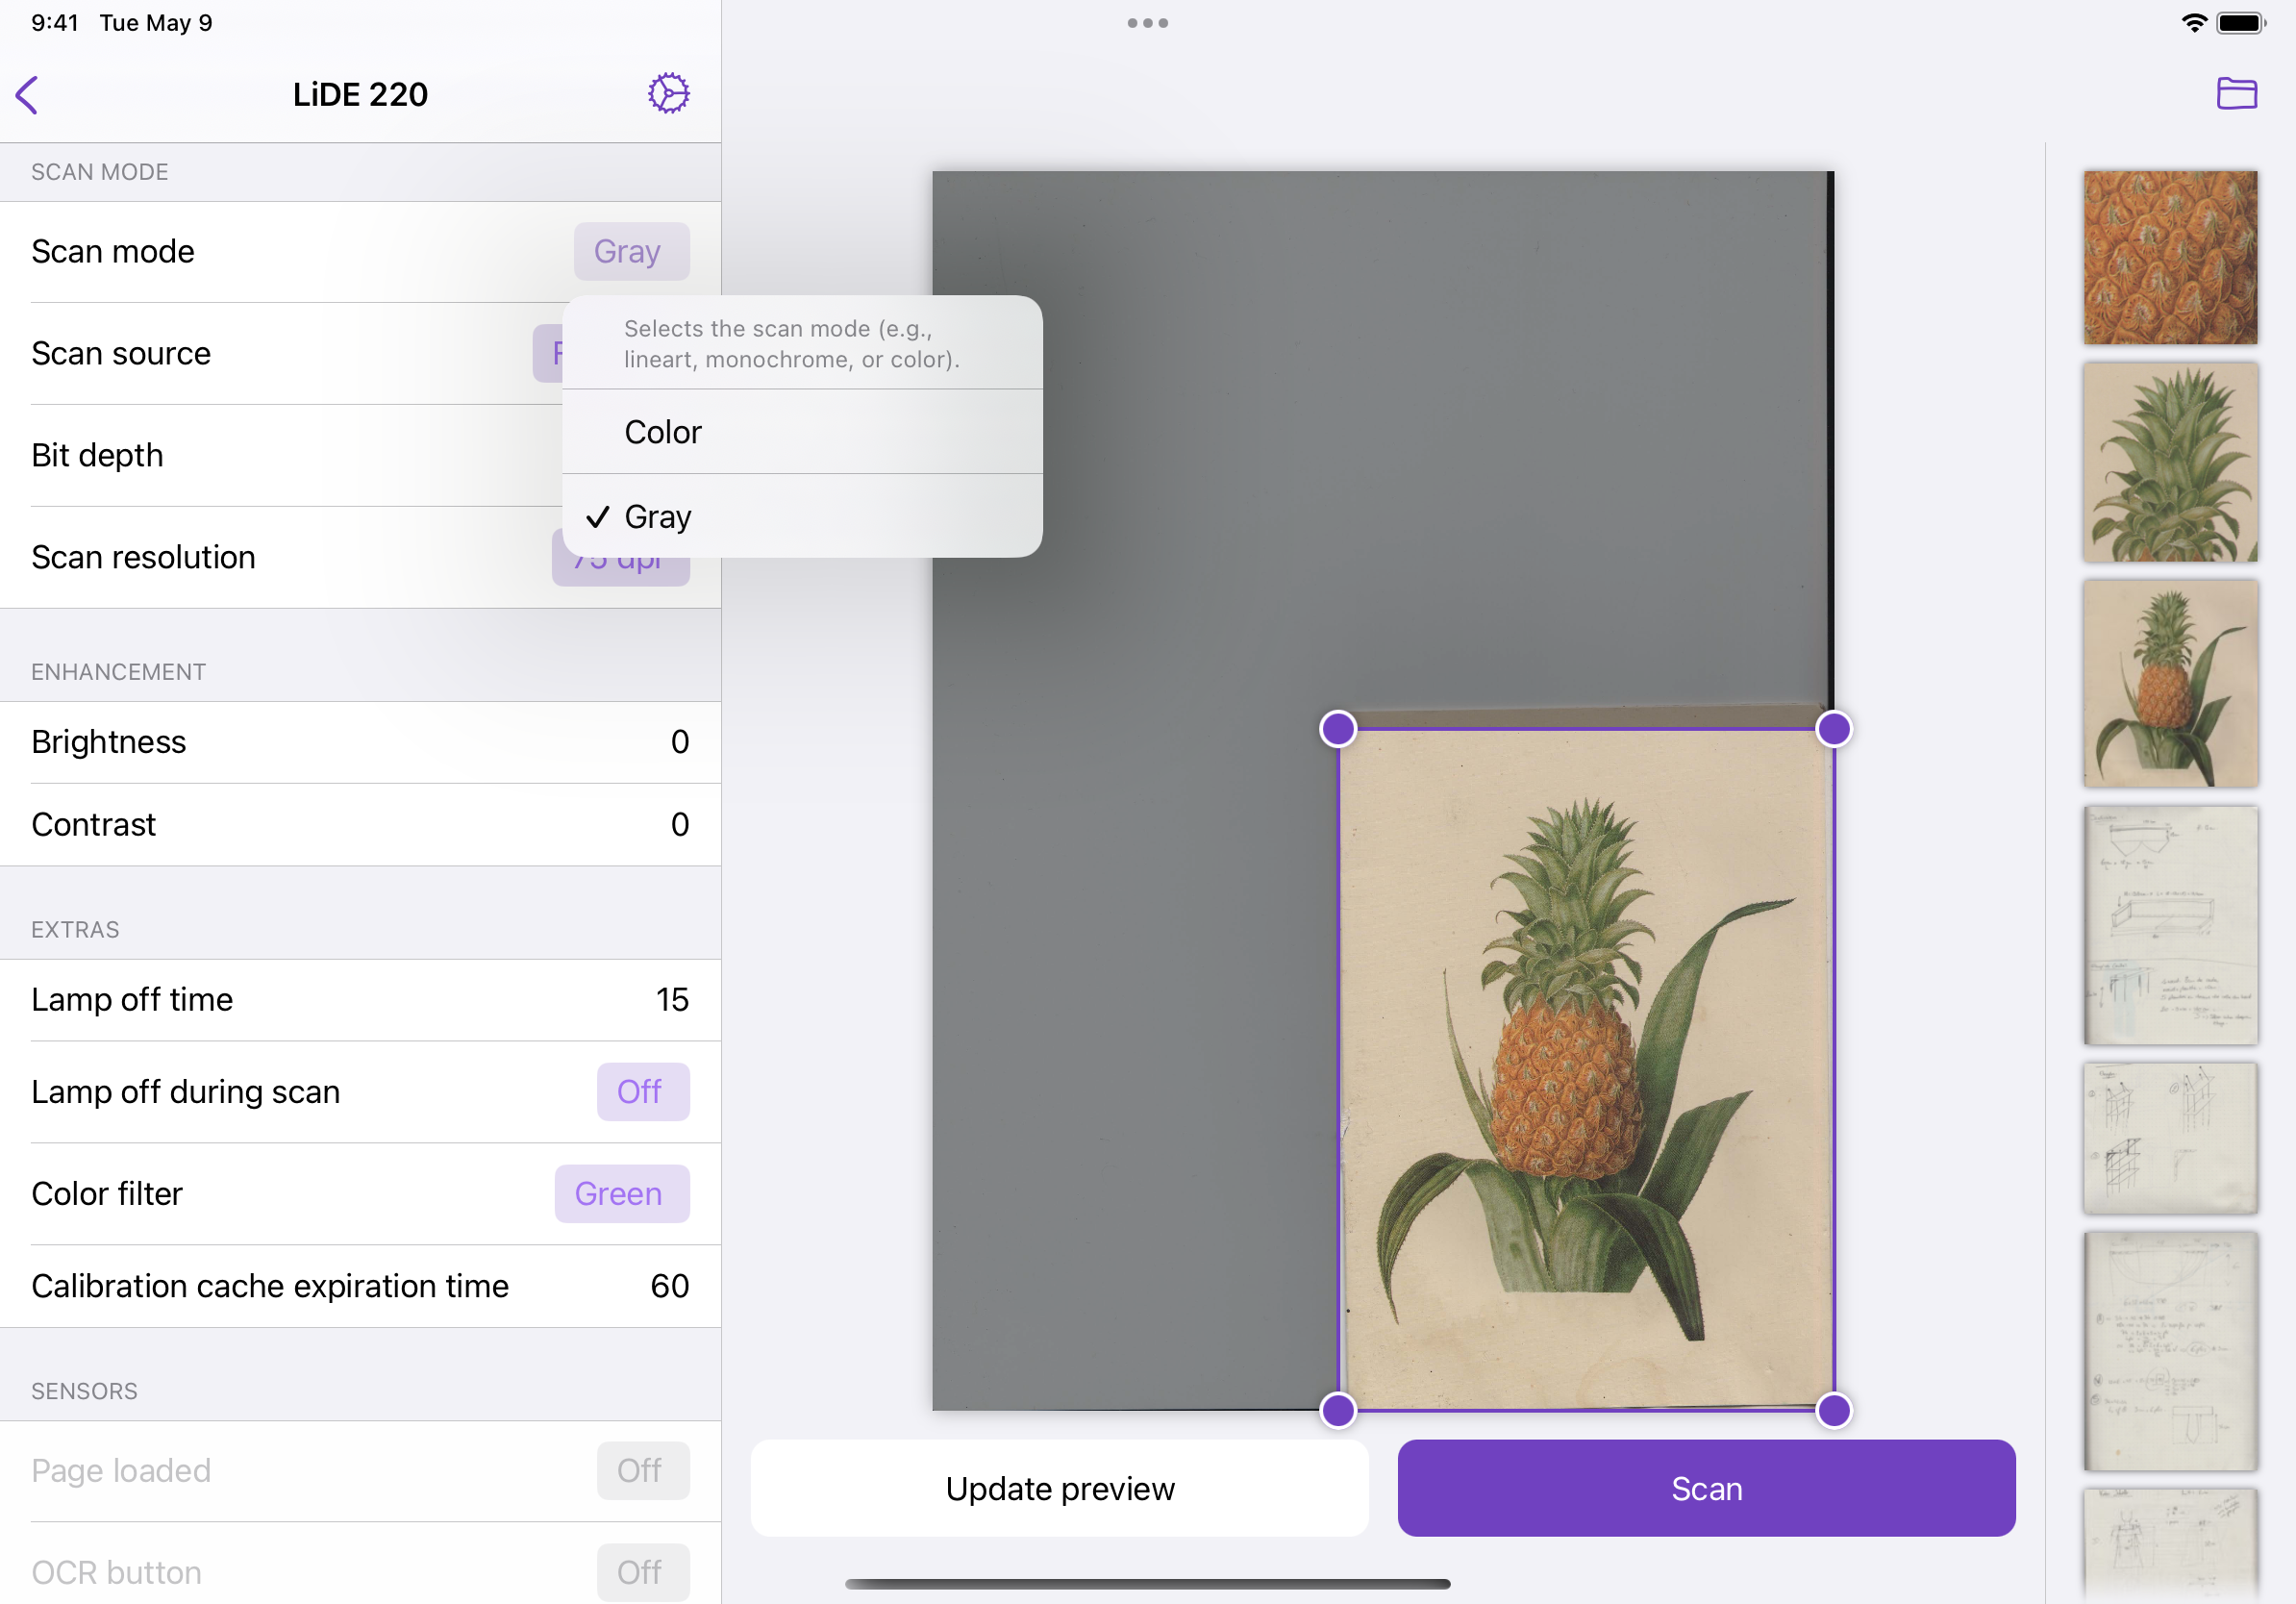 9:41 Tue May 9
LiDE 220
SCAN MODE
Scan mode Gray
Scan source
Bit depth
Scan resolution 75 dpi
Selects the scan mode (e.g.,
lineart, monochrome, or color).
Color
Gray
ENHANCEMENT
Brightness 0
Contrast 0
EXTRAS
Lamp off time 15
Lamp off during scan Off
Color filter Green
Calibration cache expiration time 60
SENSORS
Page loaded Off
OCR button Off
Update preview
Scan